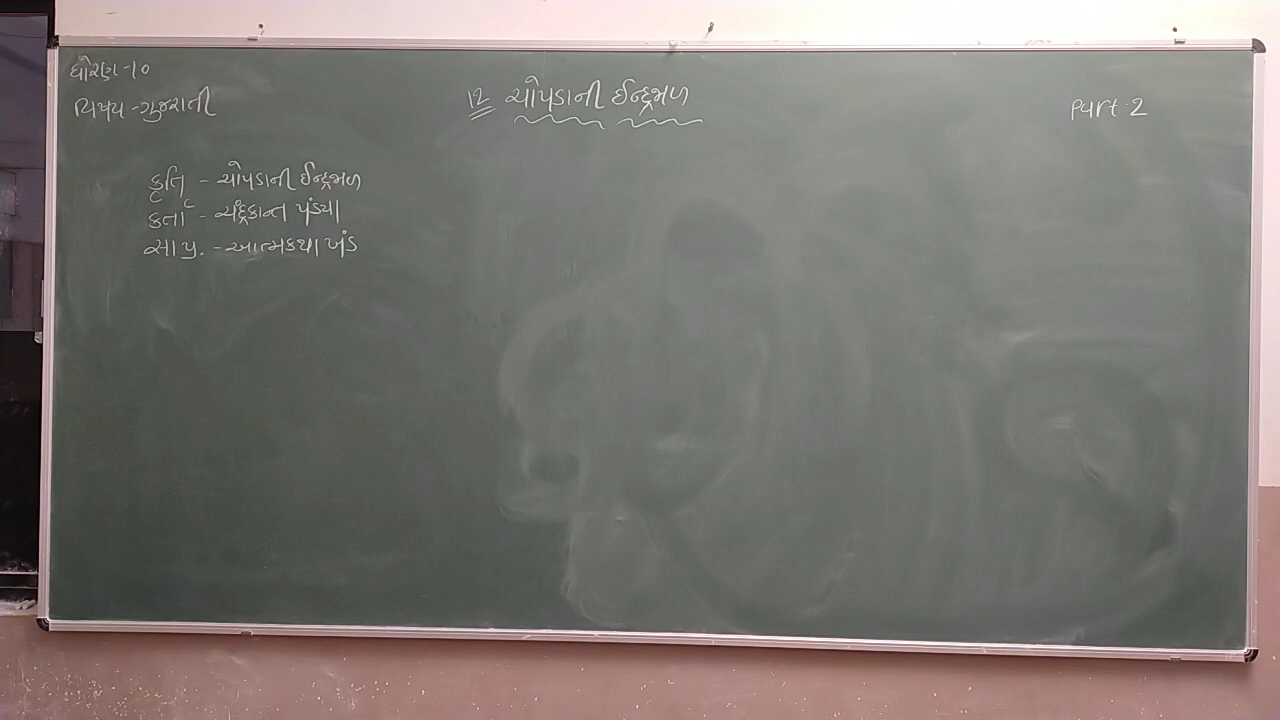 ધોરણ-10
વિષય-ગુજરાતી
12 ચોપડાની ઈન્દ્રજાળ
Part-2
કૃતિ - ચોપડાની ઈન્દ્રજાળ
કર્તા - ચંદ્રકાન્ત પંડ્યા
સા.પ્ર. - આત્મકથા ખંડ